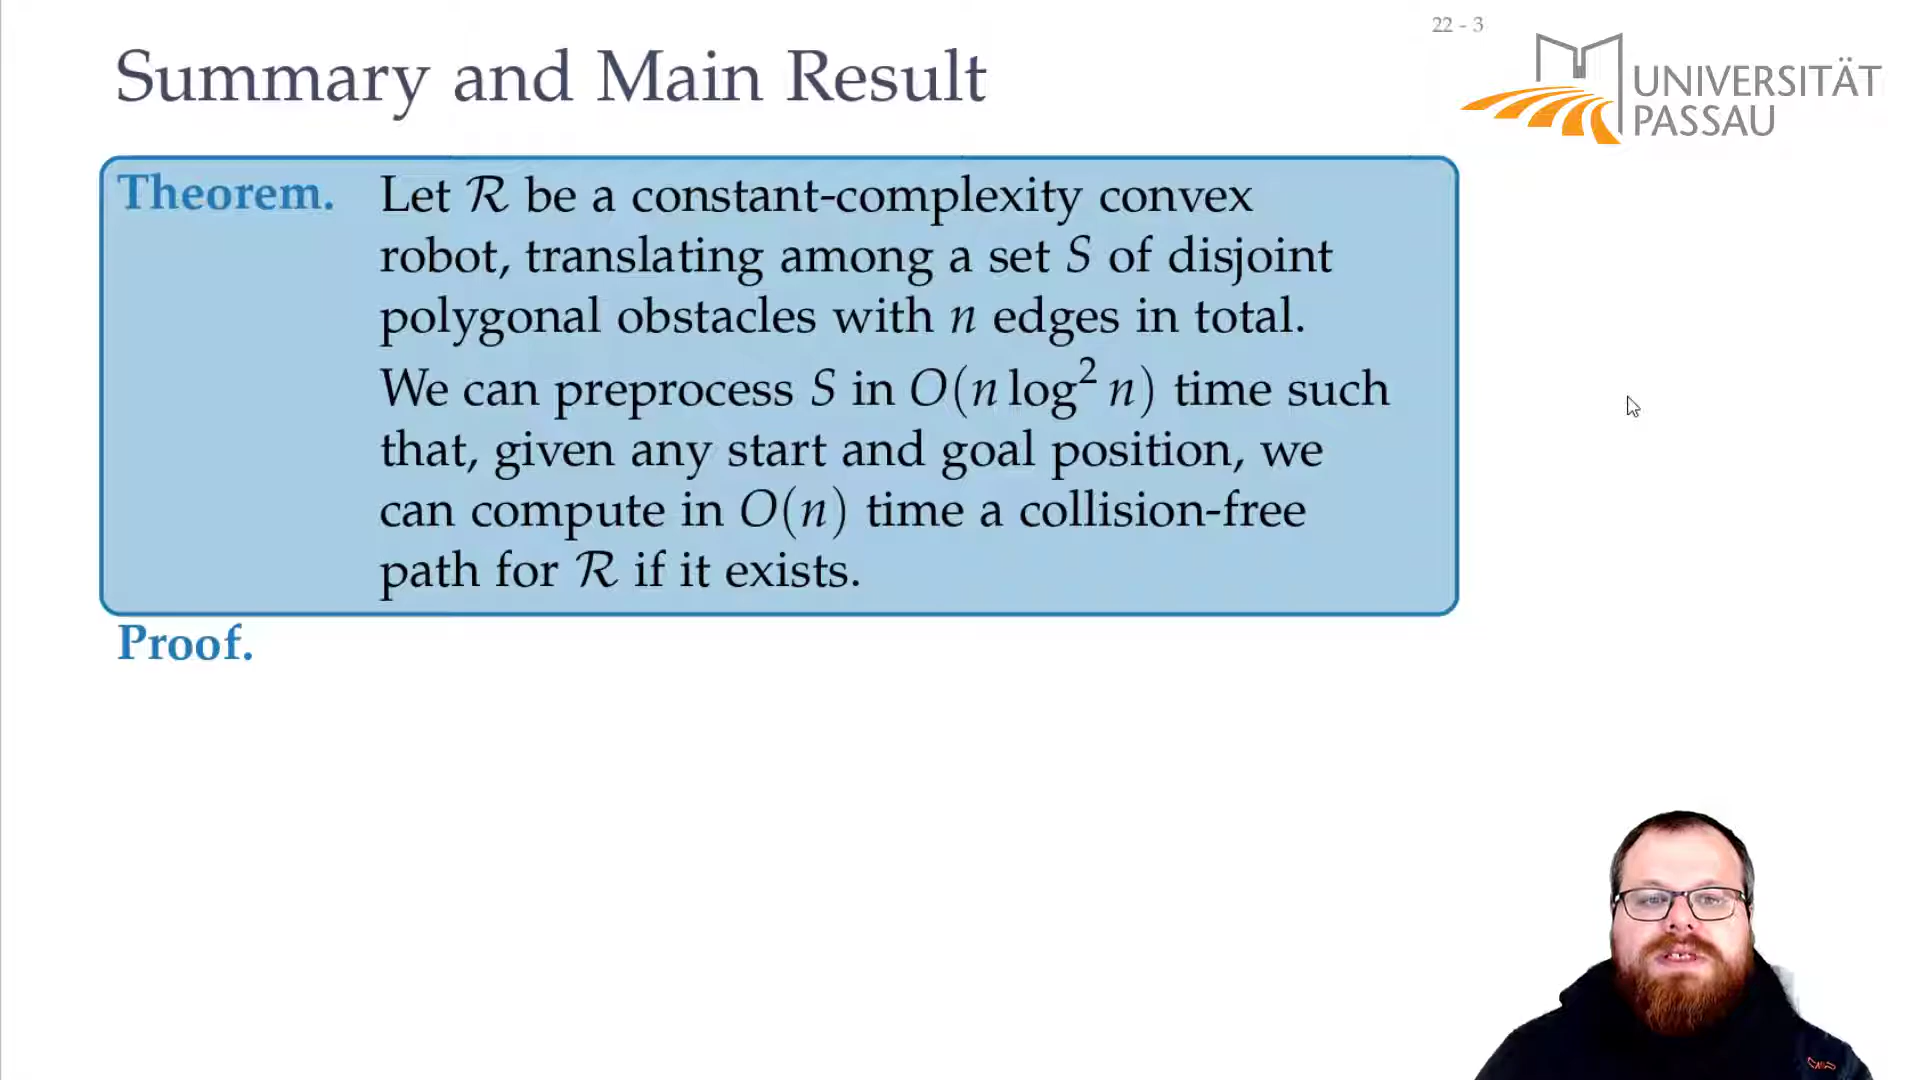 22 - 3
Summary and Main Result
UNIVERSITÄT
PASSAU
Theorem. Let R be a constant-complexity convex
robot, translating among a set S of disjoint
polygonal obstacles with n edges in total.
We can preprocess S in O(n log² n) time such
that, given any start and goal position, we
can compute in O(n) time a collision-free
path for R if it exists.
Proof.